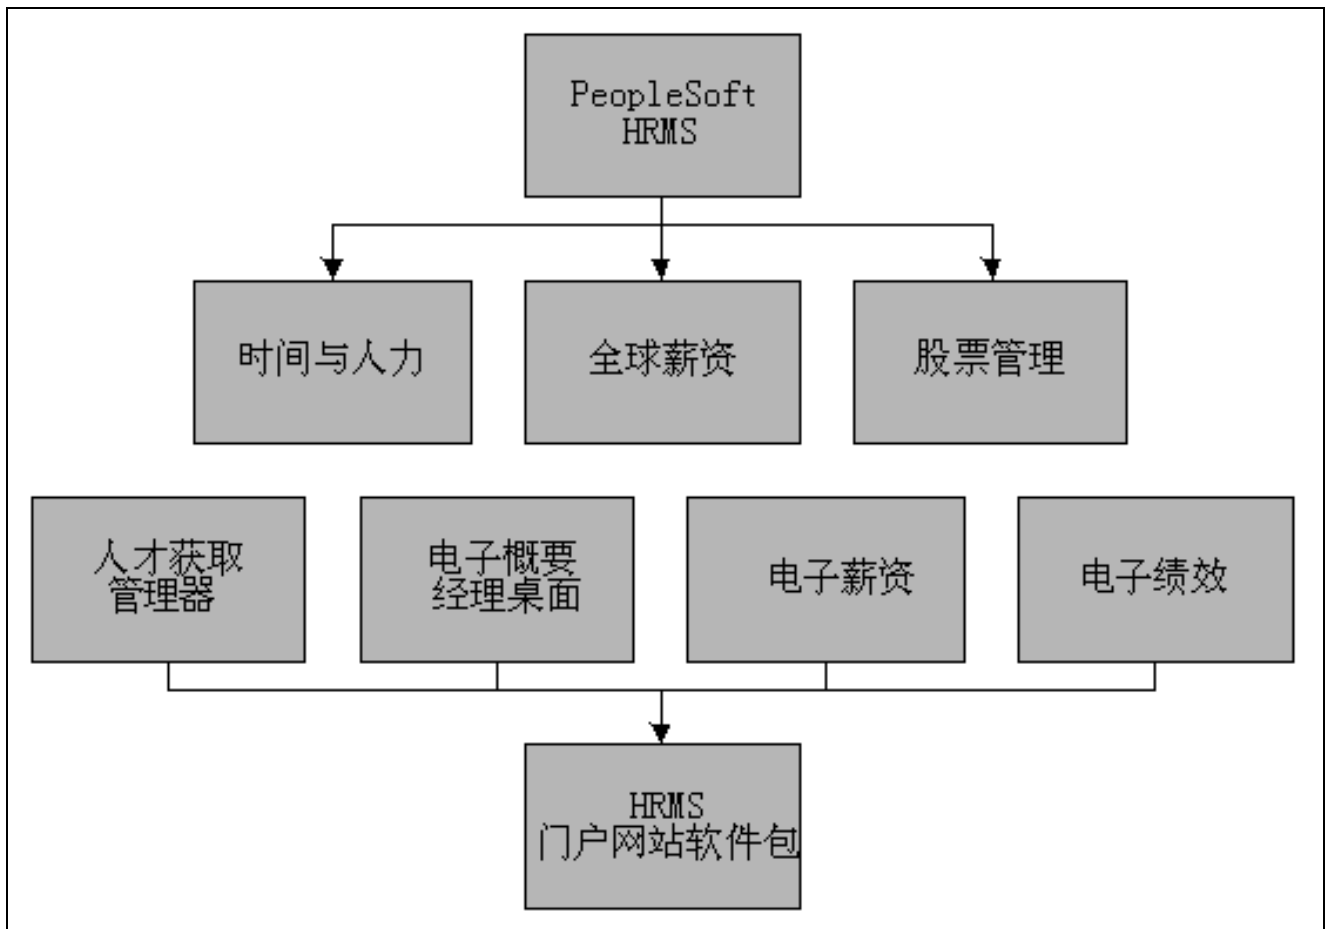 PeopleSoft
HRMS
时间与人力
全球薪资
股票管理
人才获取
管理器
电子概要
经理桌面
电子薪资
电子绩效
HRMS
门户网站软件包